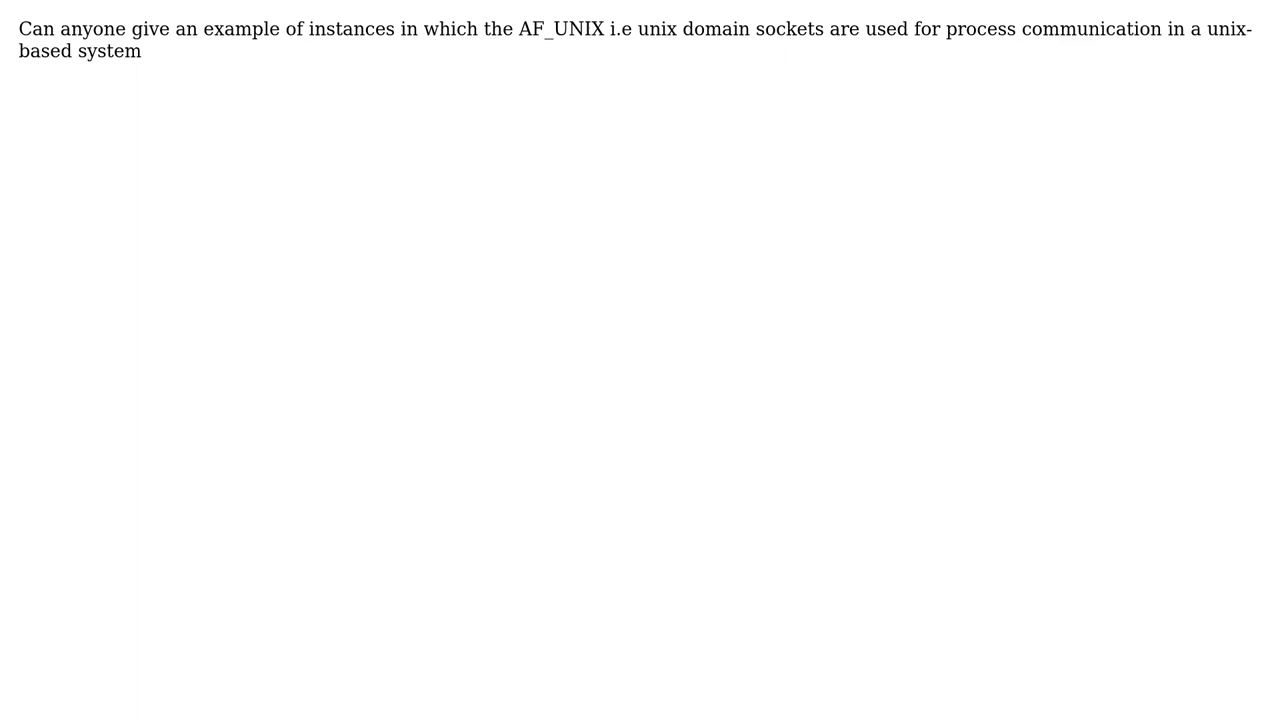 Can anyone give an example of instances in which the AF_UNIX i.e unix domain sockets are used for process communication in a unix-
based system